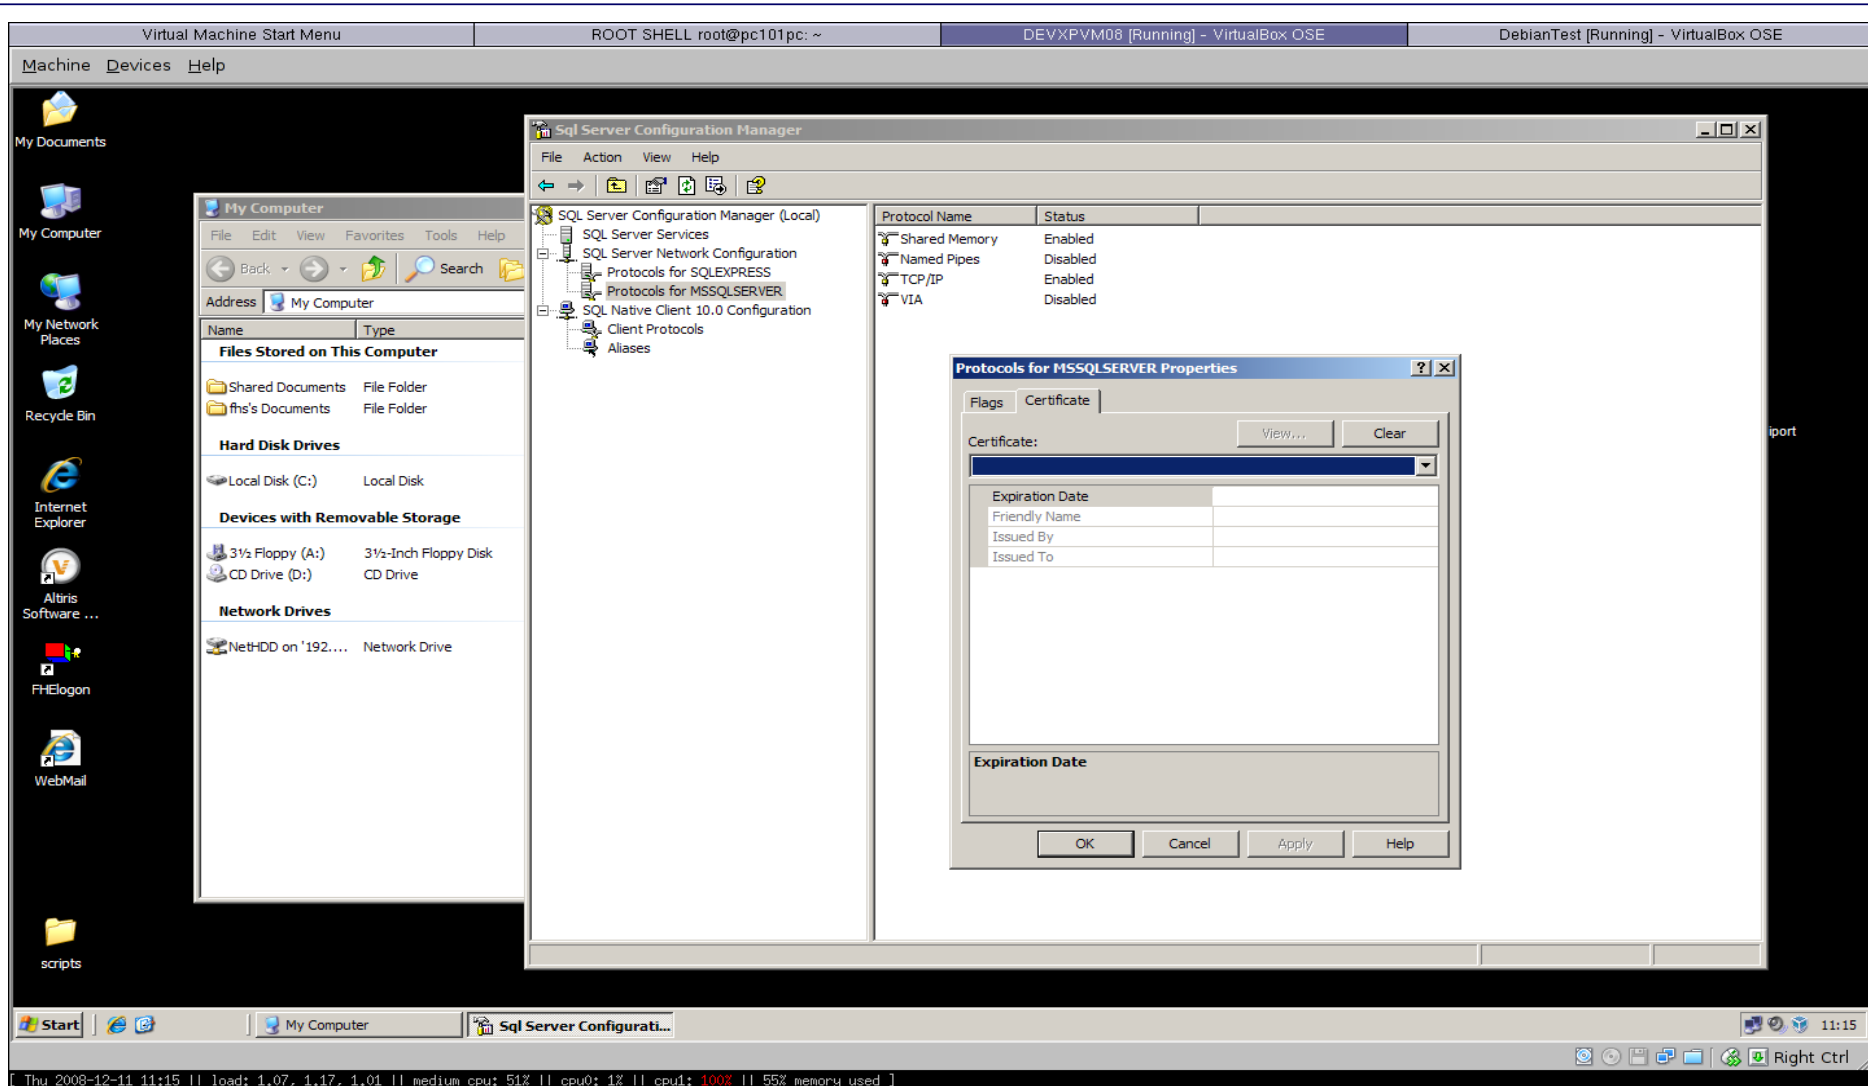 Virtual Machine Start Menu
ROOT SHELL root@pc101pc: ~
DEVXPVM08 [Running] - VirtualBox OSE
DebianTest [Running] - VirtualBox OSE
Machine Devices Help
My Documents
My Computer
My Network
Places
Recycle Bin
Internet
Explorer
Altiris
Software ...
FHElogon
WebMail
scripts
My Computer
File Edit View Favorites Tools Help
Back Search
Address My Computer
Name Type
Files Stored on This Computer
Shared Documents File Folder
fhs's Documents File Folder
Hard Disk Drives
Local Disk (C:) Local Disk
Devices with Removable Storage
3½ Floppy (A:) 3½-Inch Floppy Disk
CD Drive (D:) CD Drive
Network Drives
NetHDD on '192.... Network Drive
Sql Server Configuration Manager
File Action View Help
SQL Server Configuration Manager (Local)
SQL Server Services
SQL Server Network Configuration
Protocols for SQLEXPRESS
Protocols for MSSQLSERVER
SQL Native Client 10.0 Configuration
Client Protocols
Aliases
Protocol Name Status
Shared Memory Enabled
Named Pipes Disabled
TCP/IP Enabled
VIA Disabled
Protocols for MSSQLSERVER Properties
Flags Certificate
Certificate: View... Clear
Expiration Date
Friendly Name
Issued By
Issued To
Expiration Date
OK Cancel Apply Help
iport
Start My Computer Sql Server Configurati... 11:15
Right Ctrl
[ Thu 2008-12-11 11:15 || load: 1.07, 1.17, 1.01 || medium cpu: 51% || cpu0: 1% || cpu1: 100% || 55% memory used ]